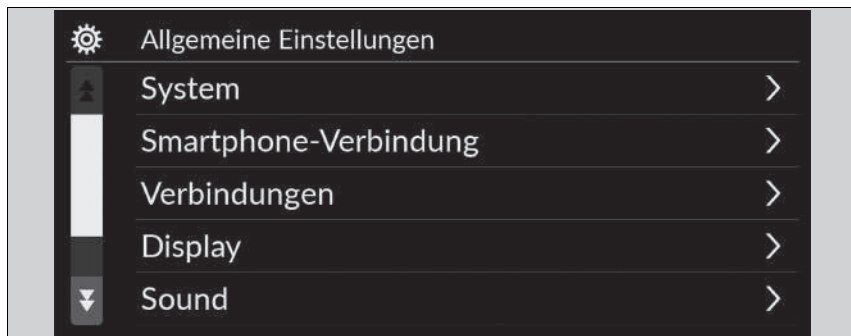 Allgemeine Einstellungen
System
Smartphone-Verbindung
Verbindungen
Display
Sound